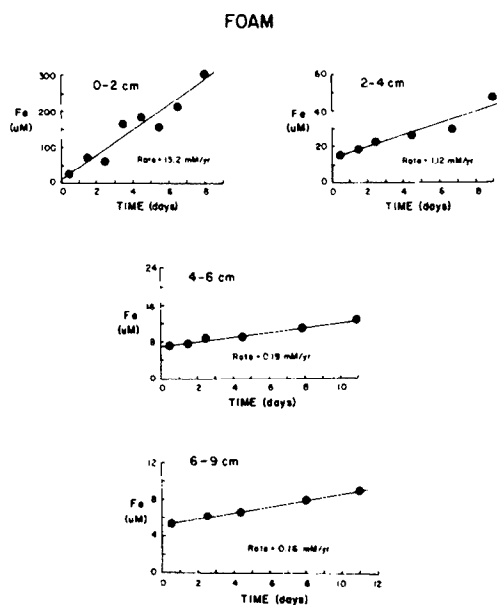 FOAM
0-2 cm
300
200
100
0
Fe
(uM)
Rate = 13.2 mM/yr
0 2 4 6 8
TIME (days)
2-4 cm
60
40
20
0
Fe
(uM)
Rate = 1.12 mM/yr
0 2 4 6 8
TIME (days)
4-6 cm
24
16
8
0
Fe
(uM)
Rate = 0.19 mM/yr
0 2 4 6 8 10
TIME (days)
6-9 cm
12
8
4
0
Fe
(uM)
Rate = 0.16 mM/yr
0 2 4 6 8 10 12
TIME (days)